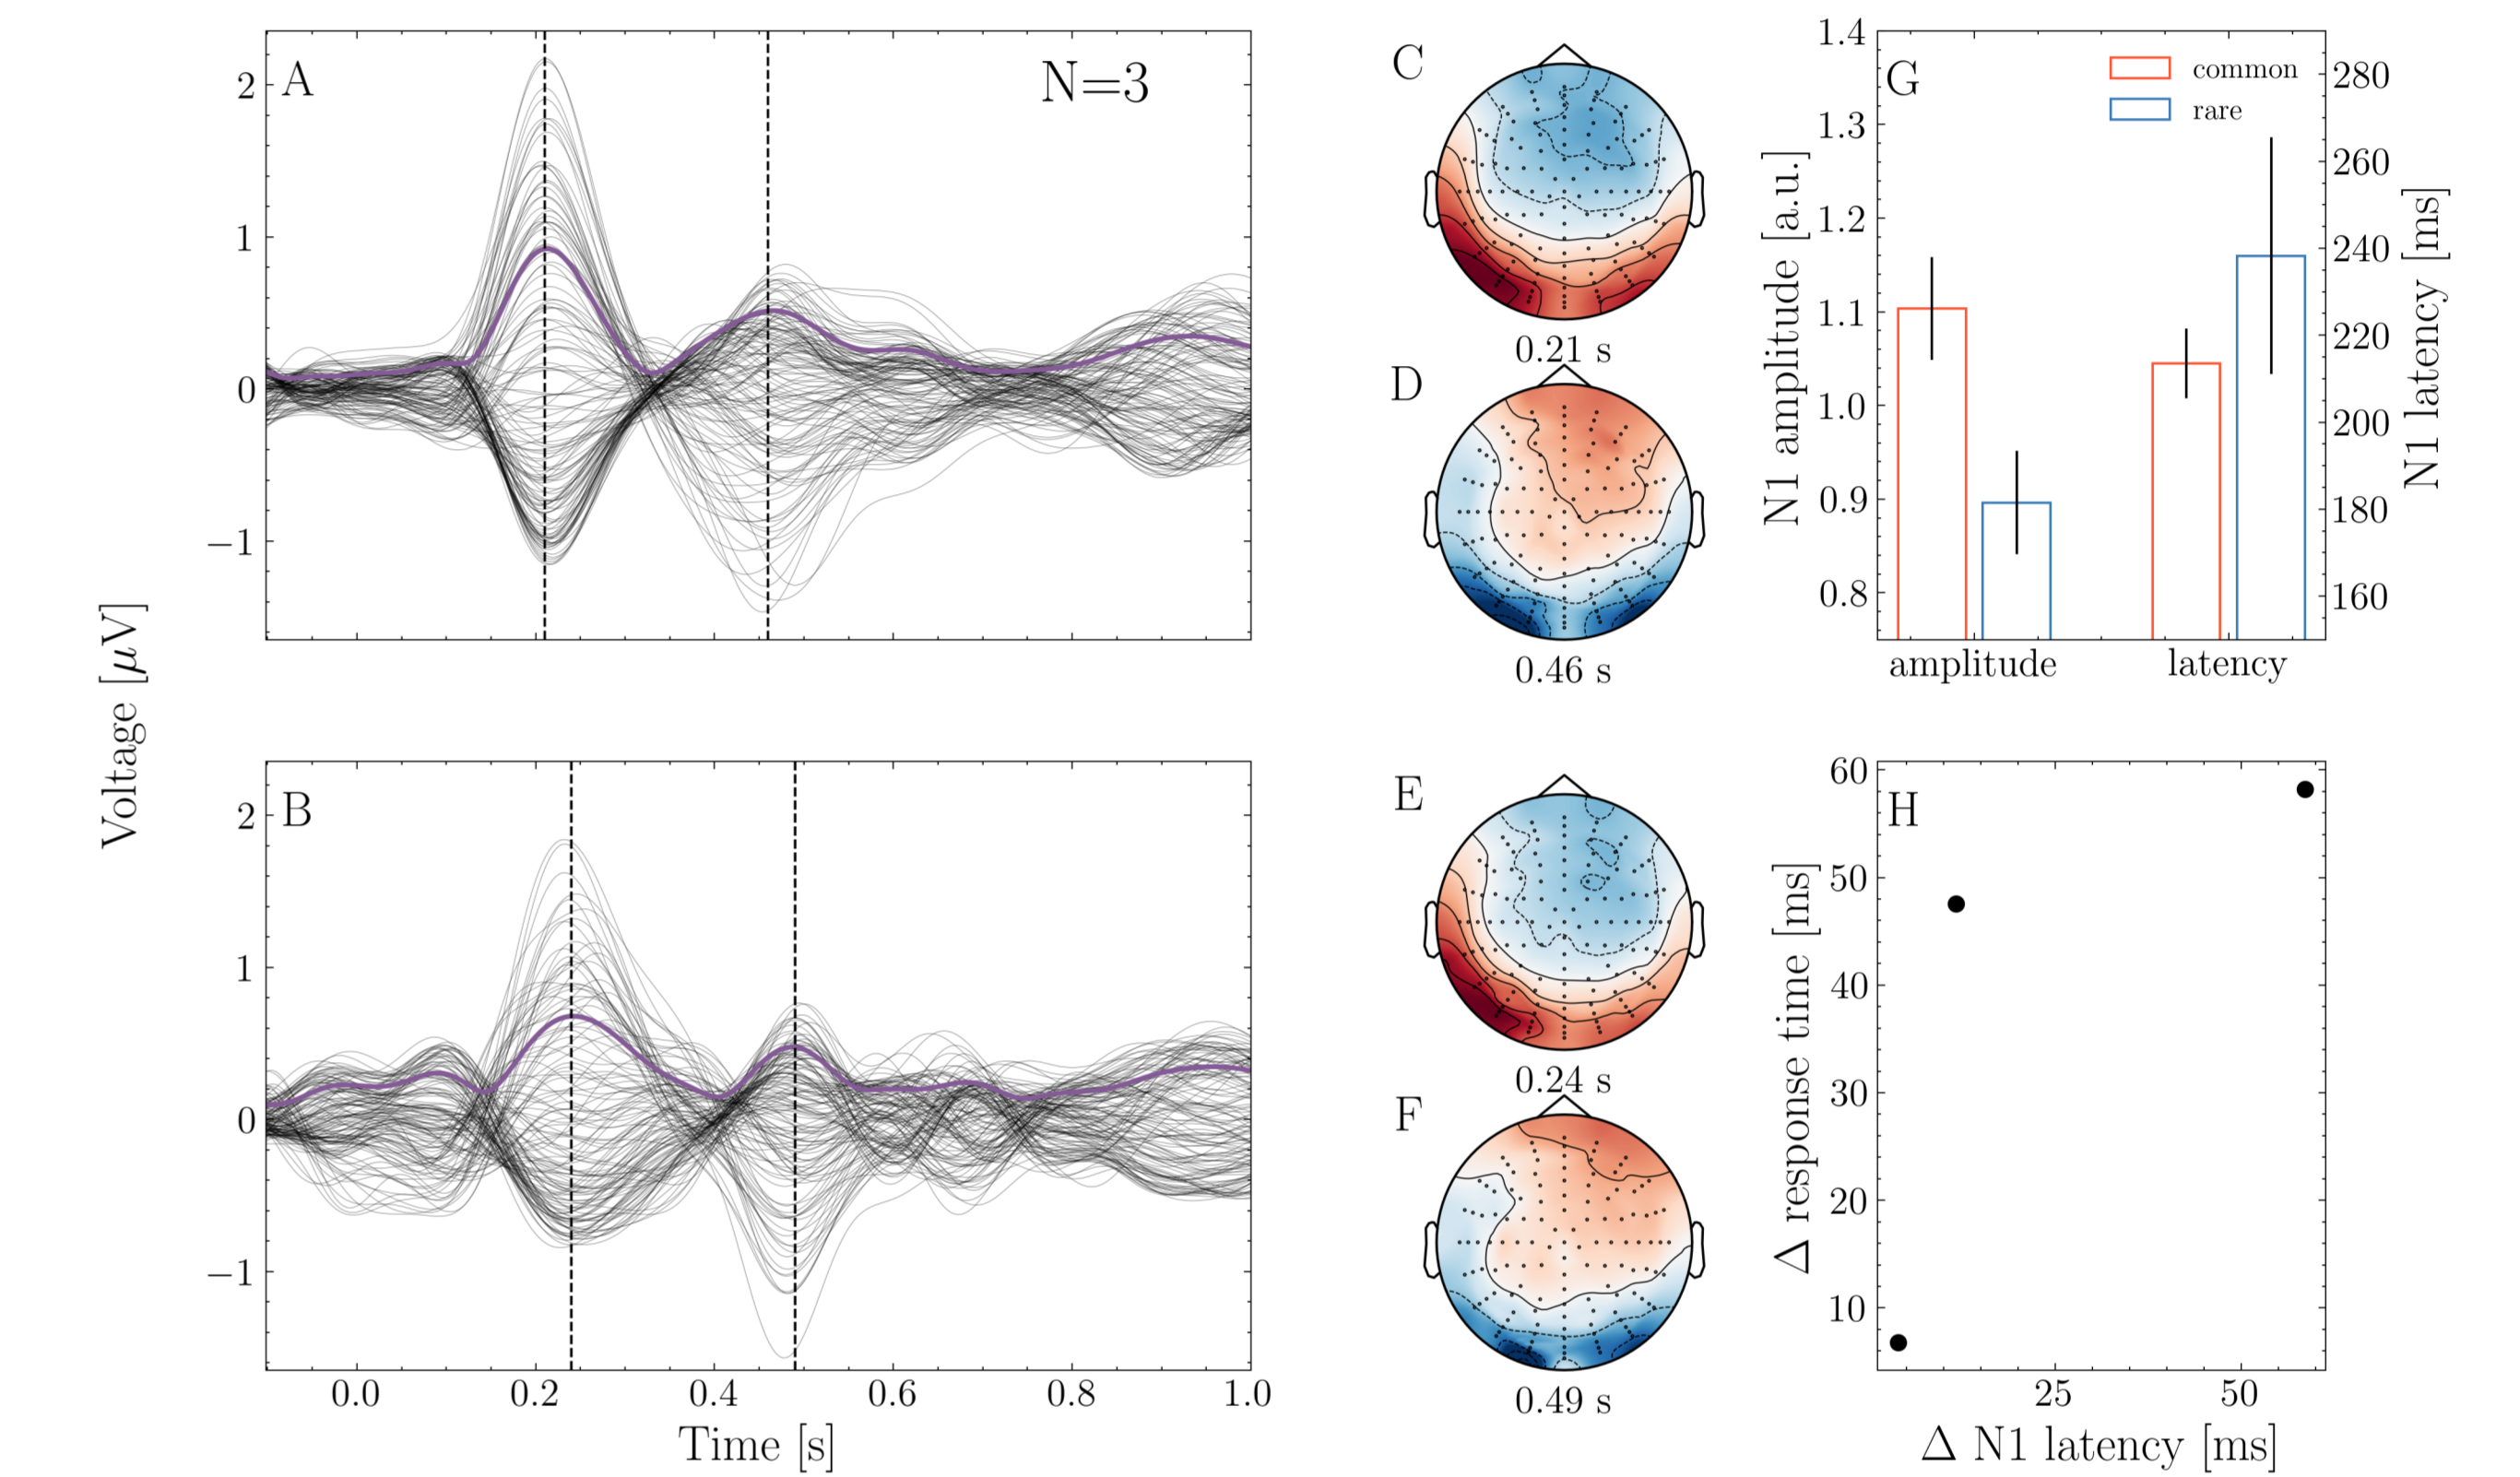 A
N=3
2
1
0
−1
B
2
1
0
−1
Voltage [μV]
0.0
0.2
0.4
0.6
0.8
1.0
Time [s]
C
0.21 s
D
0.46 s
E
0.24 s
F
0.49 s
G
common
rare
1.4
1.3
1.2
1.1
1.0
0.9
0.8
N1 amplitude [a.u.]
280
260
240
220
200
180
160
N1 latency [ms]
amplitude
latency
H
60
50
40
30
20
10
Δ response time [ms]
25
50
Δ N1 latency [ms]